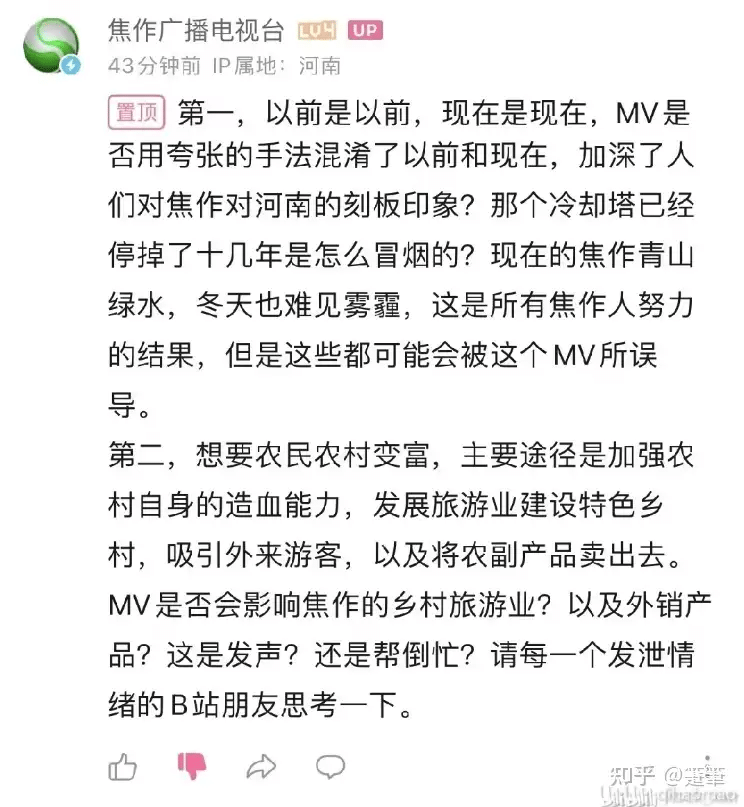 焦作广播电视台 LV4 UP
43分钟前 IP属地：河南
置顶 第一，以前是以前，现在是现在，MV是
否用夸张的手法混淆了以前和现在，加深了人
们对焦作对河南的刻板印象？那个冷却塔已经
停掉了十几年是怎么冒烟的？现在的焦作青山
绿水，冬天也难见雾霾，这是所有焦作人努力
的结果，但是这些都可能会被这个MV所误
导。
第二，想要农民农村变富，主要途径是加强农
村自身的造血能力，发展旅游业建设特色乡
村，吸引外来游客，以及将农副产品卖出去。
MV是否会影响焦作的乡村旅游业？以及外销产
品？这是发声？还是帮倒忙？请每一个发泄情
绪的B站朋友思考一下。
知乎